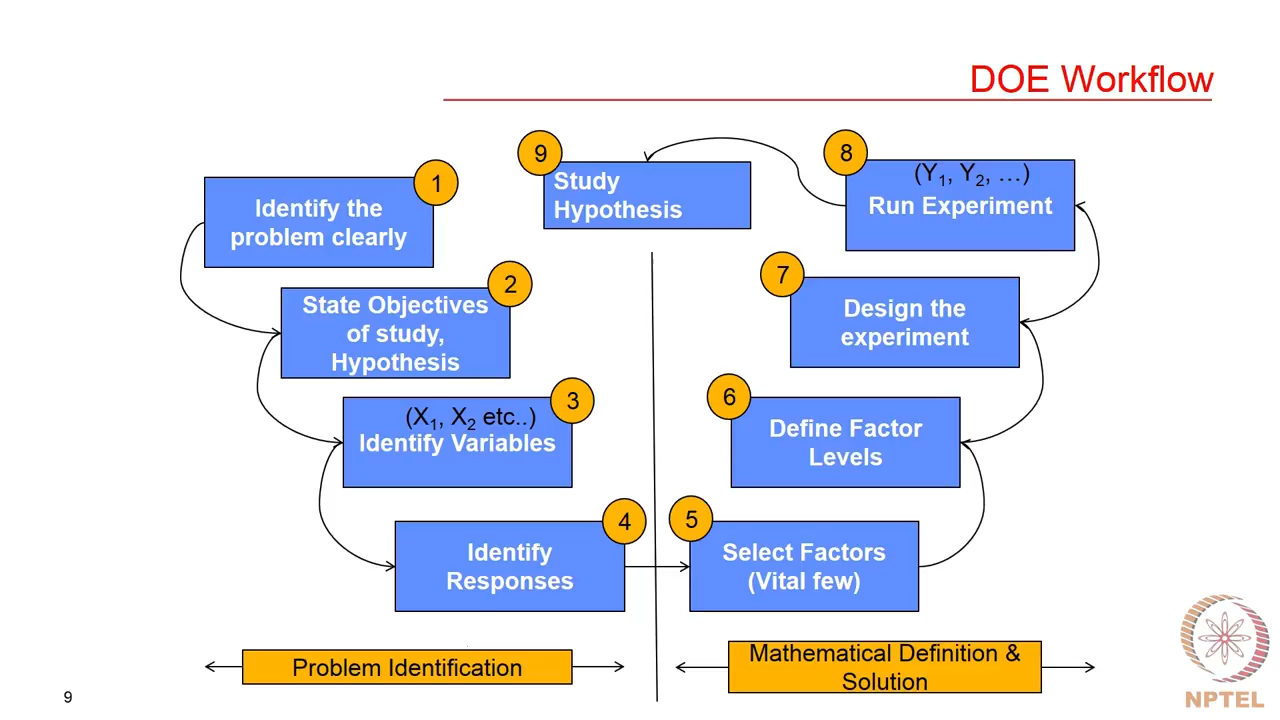 DOE Workflow
1
Identify the
problem clearly
2
State Objectives
of study,
Hypothesis
3
(X1, X2 etc..)
Identify Variables
4
Identify
Responses
5
Select Factors
(Vital few)
6
Define Factor
Levels
7
Design the
experiment
8
(Y1, Y2, …)
Run Experiment
9
Study
Hypothesis
Problem Identification
Mathematical Definition &
Solution
9
NPTEL